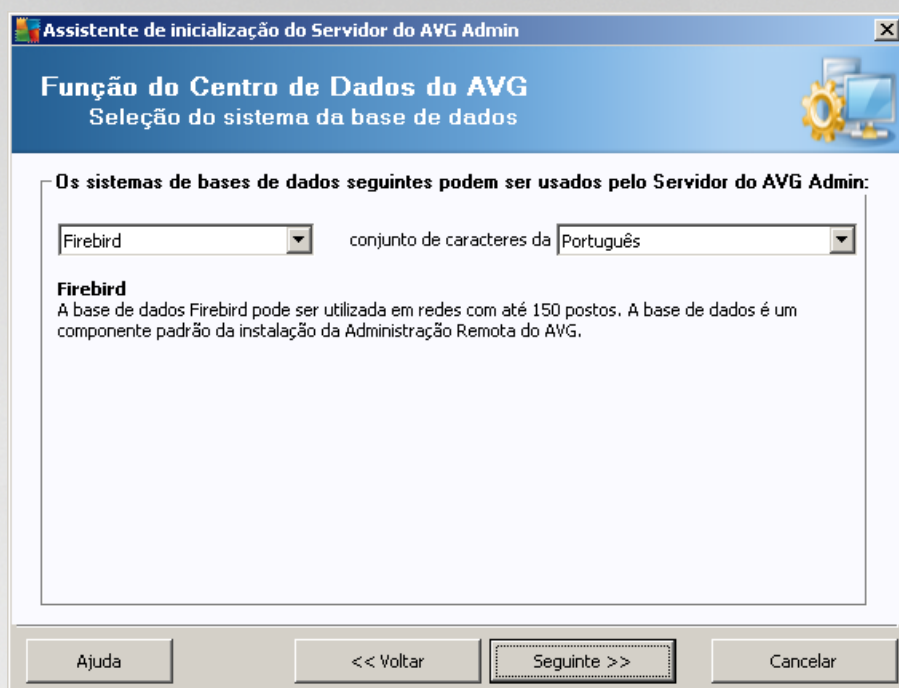 Assistente de inicialização do Servidor do AVG Admin
Função do Centro de Dados do AVG
Seleção do sistema da base de dados
Os sistemas de bases de dados seguintes podem ser usados pelo Servidor do AVG Admin:
Firebird conjunto de caracteres da Português
Firebird
A base de dados Firebird pode ser utilizada em redes com até 150 postos. A base de dados é um
componente padrão da instalação da Administração Remota do AVG.
Ajuda << Voltar Seguinte >> Cancelar